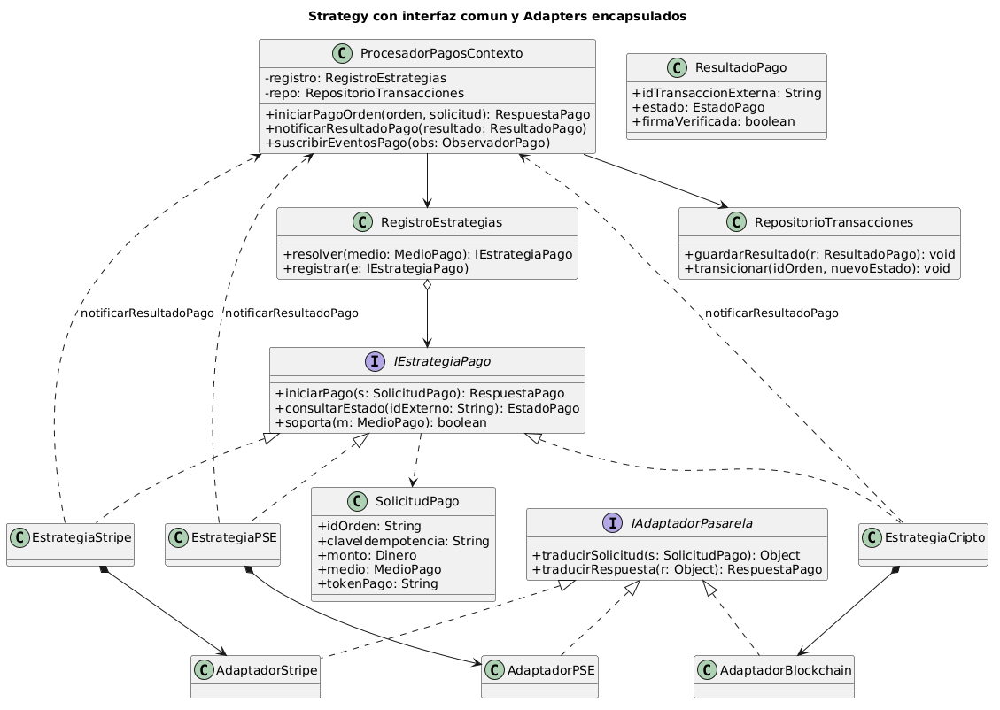 Strategy con interfaz comun y Adapters encapsulados
C ProcesadorPagosContexto
-registro: RegistroEstrategias
-repo: RepositorioTransacciones
+iniciarPagoOrden(orden, solicitud): RespuestaPago
+notificarResultadoPago(resultado: ResultadoPago)
+suscribirEventosPago(obs: ObservadorPago)
C ResultadoPago
+idTransaccionExterna: String
+estado: EstadoPago
+firmaVerificada: boolean
C RegistroEstrategias
+resolver(medio: MedioPago): IEstrategiaPago
+registrar(e: IEstrategiaPago)
C RepositorioTransacciones
+guardarResultado(r: ResultadoPago): void
+transicionar(idOrden, nuevoEstado): void
notificarResultadoPago
notificarResultadoPago
notificarResultadoPago
I IEstrategiaPago
+iniciarPago(s: SolicitudPago): RespuestaPago
+consultarEstado(idExterno: String): EstadoPago
+soporta(m: MedioPago): boolean
C EstrategiaStripe
C EstrategiaPSE
C SolicitudPago
+idOrden: String
+claveIdempotencia: String
+monto: Dinero
+medio: MedioPago
+tokenPago: String
I IAdaptadorPasarela
+traducirSolicitud(s: SolicitudPago): Object
+traducirRespuesta(r: Object): RespuestaPago
C EstrategiaCripto
C AdaptadorStripe
C AdaptadorPSE
C AdaptadorBlockchain